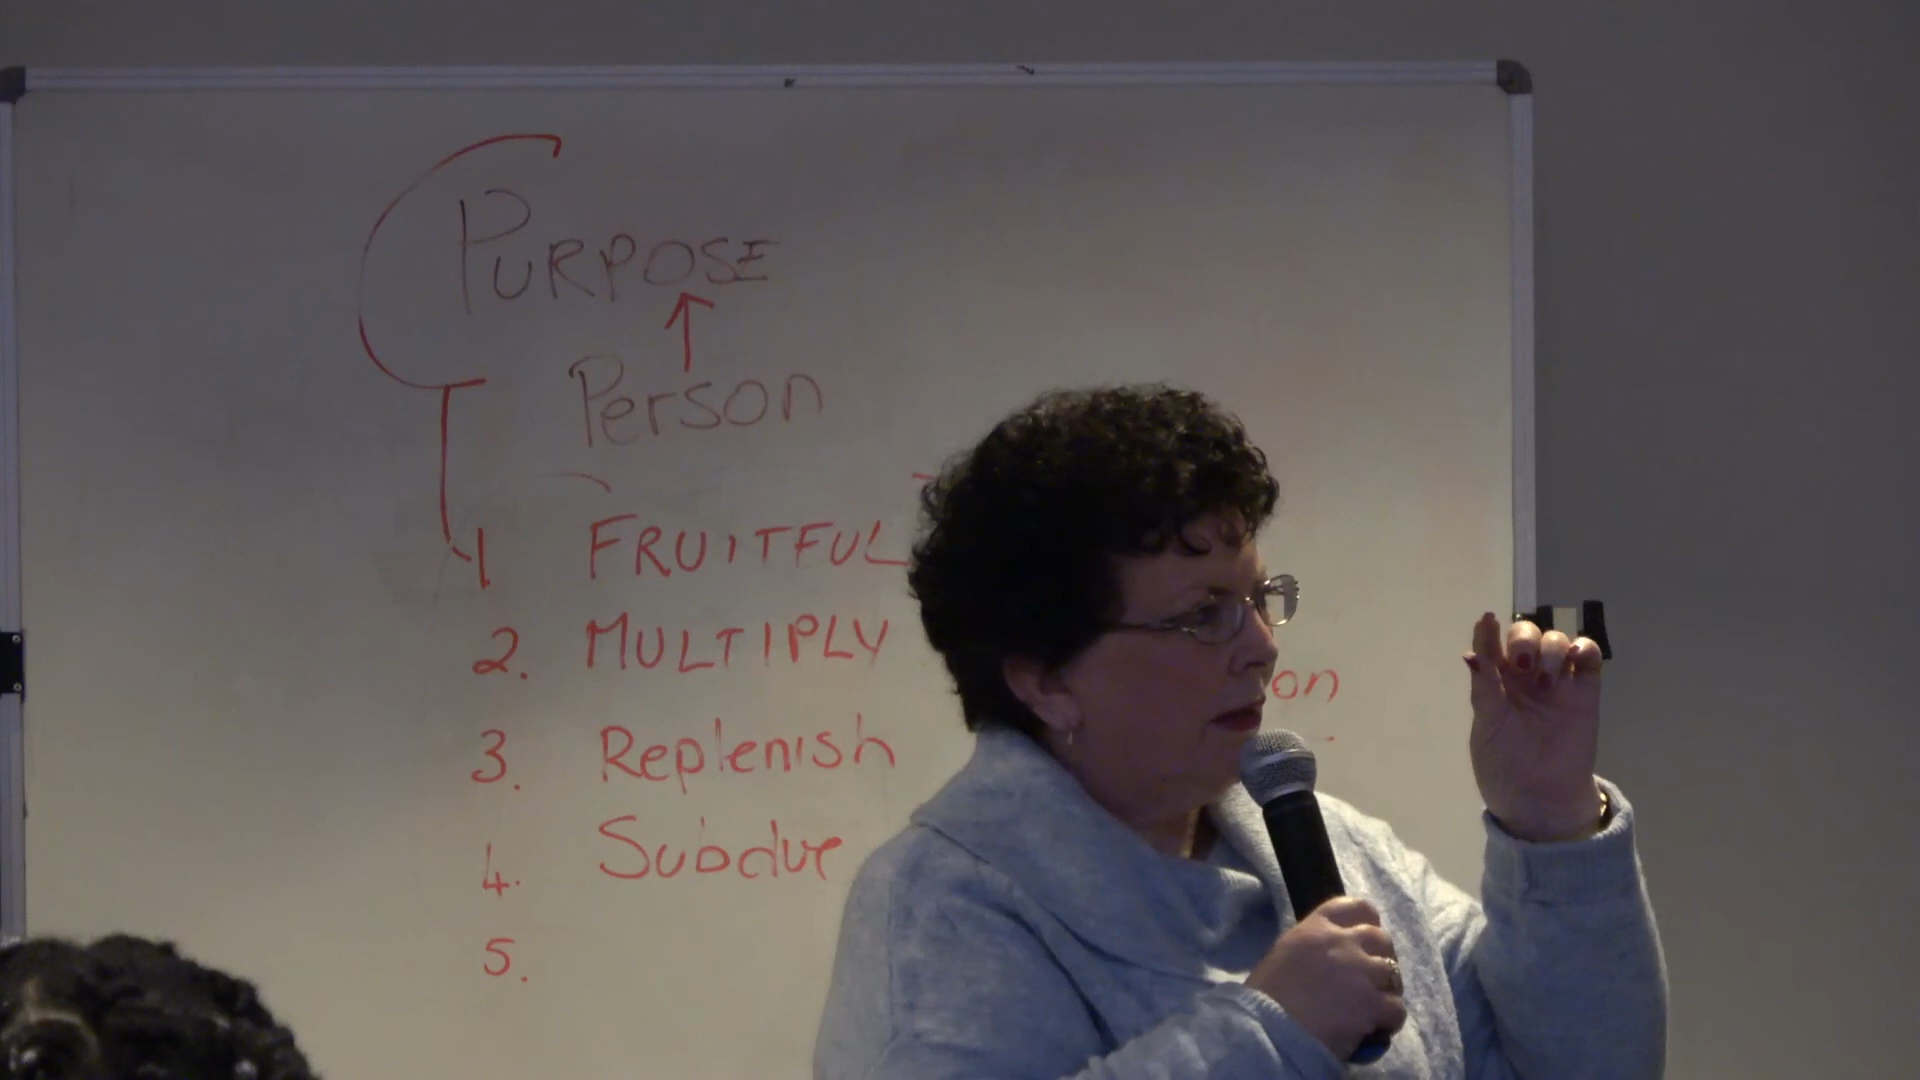 PURPOSE
Person
1 FRUITFUL
2. MULTIPLY
3. Replenish
4. Subdue
5.